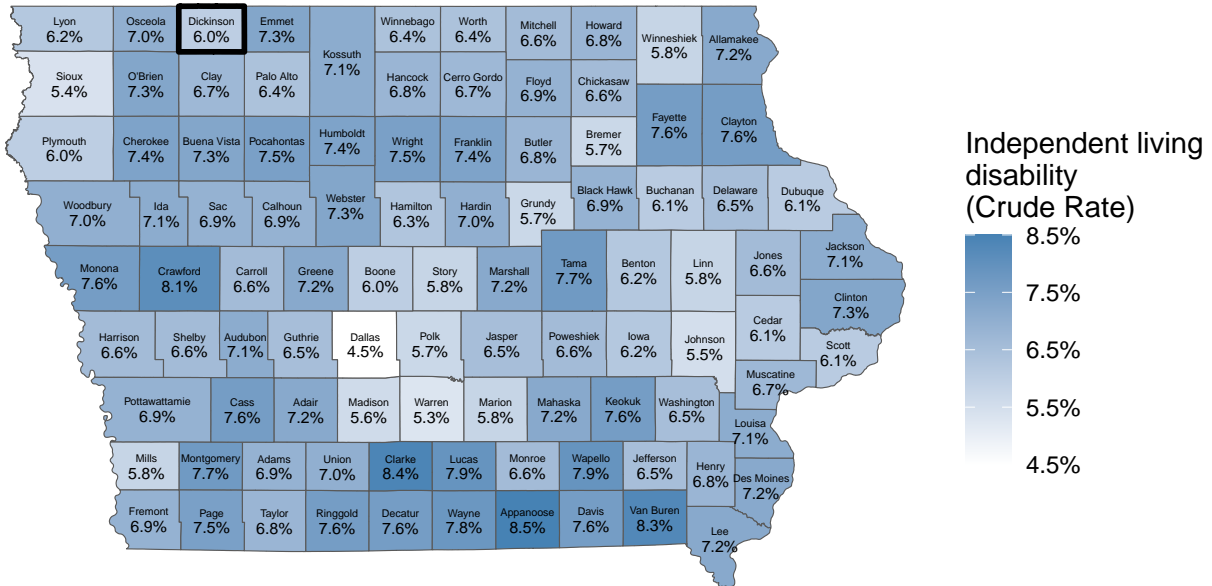 Lyon
6.2%
Osceola
7.0%
Dickinson
6.0%
Emmet
7.3%
Kossuth
7.1%
Winnebago
6.4%
Worth
6.4%
Mitchell
6.6%
Howard
6.8%
Winneshiek
5.8%
Allamakee
7.2%
Sioux
5.4%
O'Brien
7.3%
Clay
6.7%
Palo Alto
6.4%
Hancock
6.8%
Cerro Gordo
6.7%
Floyd
6.9%
Chickasaw
6.6%
Fayette
7.6%
Clayton
7.6%
Plymouth
6.0%
Cherokee
7.4%
Buena Vista
7.3%
Pocahontas
7.5%
Humboldt
7.4%
Wright
7.5%
Franklin
7.4%
Butler
6.8%
Bremer
5.7%
Woodbury
7.0%
Ida
7.1%
Sac
6.9%
Calhoun
6.9%
Webster
7.3%
Hamilton
6.3%
Hardin
7.0%
Grundy
5.7%
Black Hawk
6.9%
Buchanan
6.1%
Delaware
6.5%
Dubuque
6.1%
Monona
7.6%
Crawford
8.1%
Carroll
6.6%
Greene
7.2%
Boone
6.0%
Story
5.8%
Marshall
7.2%
Tama
7.7%
Benton
6.2%
Linn
5.8%
Jones
6.6%
Jackson
7.1%
Clinton
7.3%
Harrison
6.6%
Shelby
6.6%
Audubon
7.1%
Guthrie
6.5%
Dallas
4.5%
Polk
5.7%
Jasper
6.5%
Poweshiek
6.6%
Iowa
6.2%
Johnson
5.5%
Cedar
6.1%
Scott
6.1%
Muscatine
6.7%
Pottawattamie
6.9%
Cass
7.6%
Adair
7.2%
Madison
5.6%
Warren
5.3%
Marion
5.8%
Mahaska
7.2%
Keokuk
7.6%
Washington
6.5%
Louisa
7.1%
Mills
5.8%
Montgomery
7.7%
Adams
6.9%
Union
7.0%
Clarke
8.4%
Lucas
7.9%
Monroe
6.6%
Wapello
7.9%
Jefferson
6.5%
Henry
6.8%
Des Moines
7.2%
Fremont
6.9%
Page
7.5%
Taylor
6.8%
Ringgold
7.6%
Decatur
7.6%
Wayne
7.8%
Appanoose
8.5%
Davis
7.6%
Van Buren
8.3%
Lee
7.2%
Independent living
disability
(Crude Rate)
8.5%
7.5%
6.5%
5.5%
4.5%